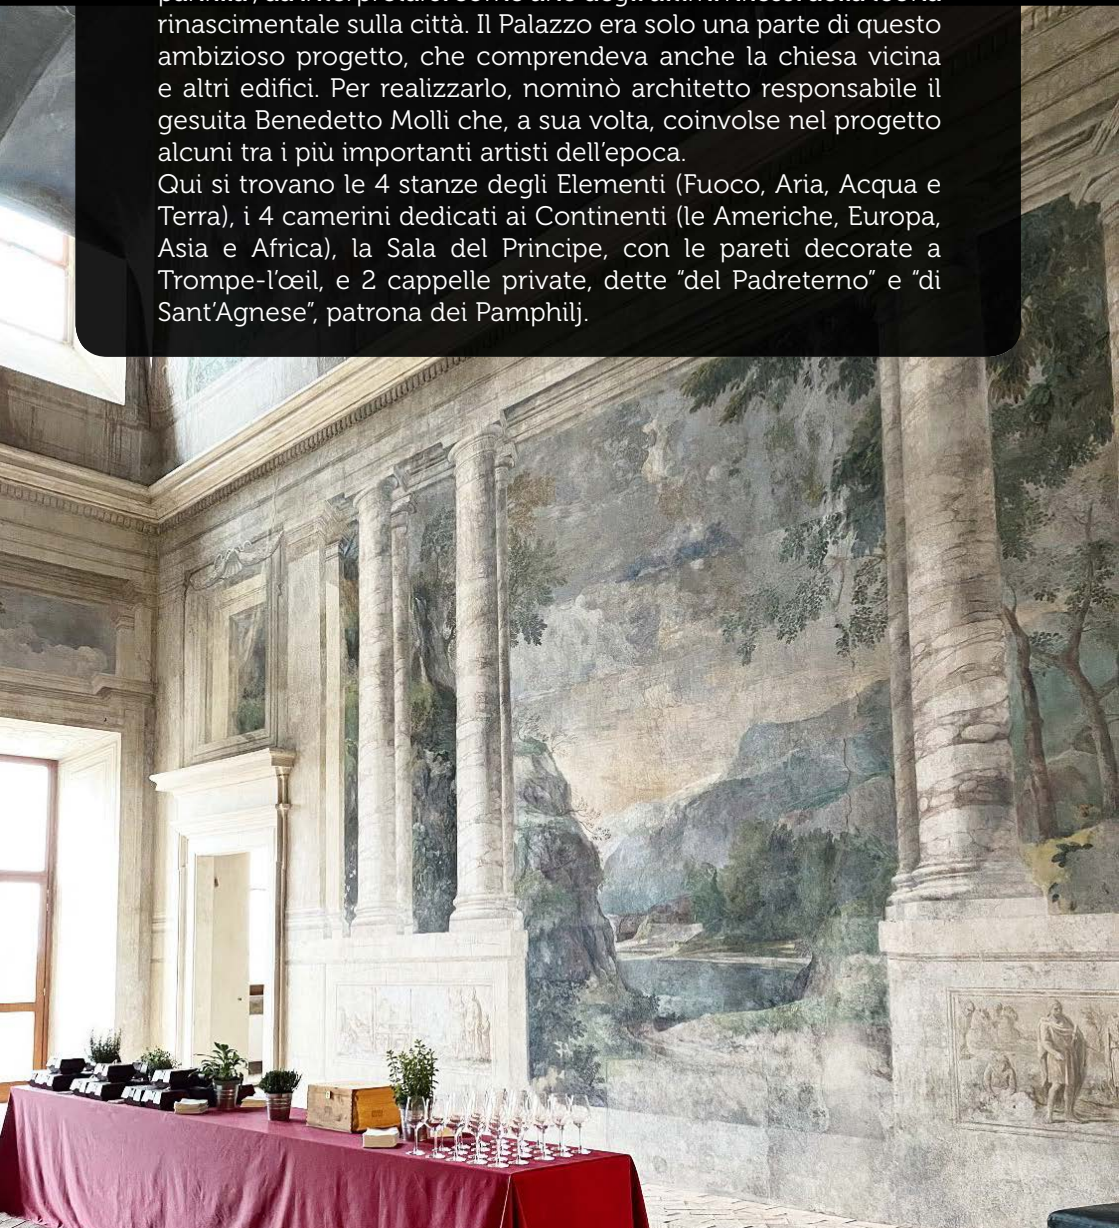 rinascimentale sulla città. Il Palazzo era solo una parte di questo
ambizioso progetto, che comprendeva anche la chiesa vicina
e altri edifici. Per realizzarlo, nominò architetto responsabile il
gesuita Benedetto Molli che, a sua volta, coinvolse nel progetto
alcuni tra i più importanti artisti dell’epoca.
Qui si trovano le 4 stanze degli Elementi (Fuoco, Aria, Acqua e
Terra), i 4 camerini dedicati ai Continenti (le Americhe, Europa,
Asia e Africa), la Sala del Principe, con le pareti decorate a
Trompe-l’œil, e 2 cappelle private, dette “del Padreterno” e “di
Sant’Agnese”, patrona dei Pamphilj.